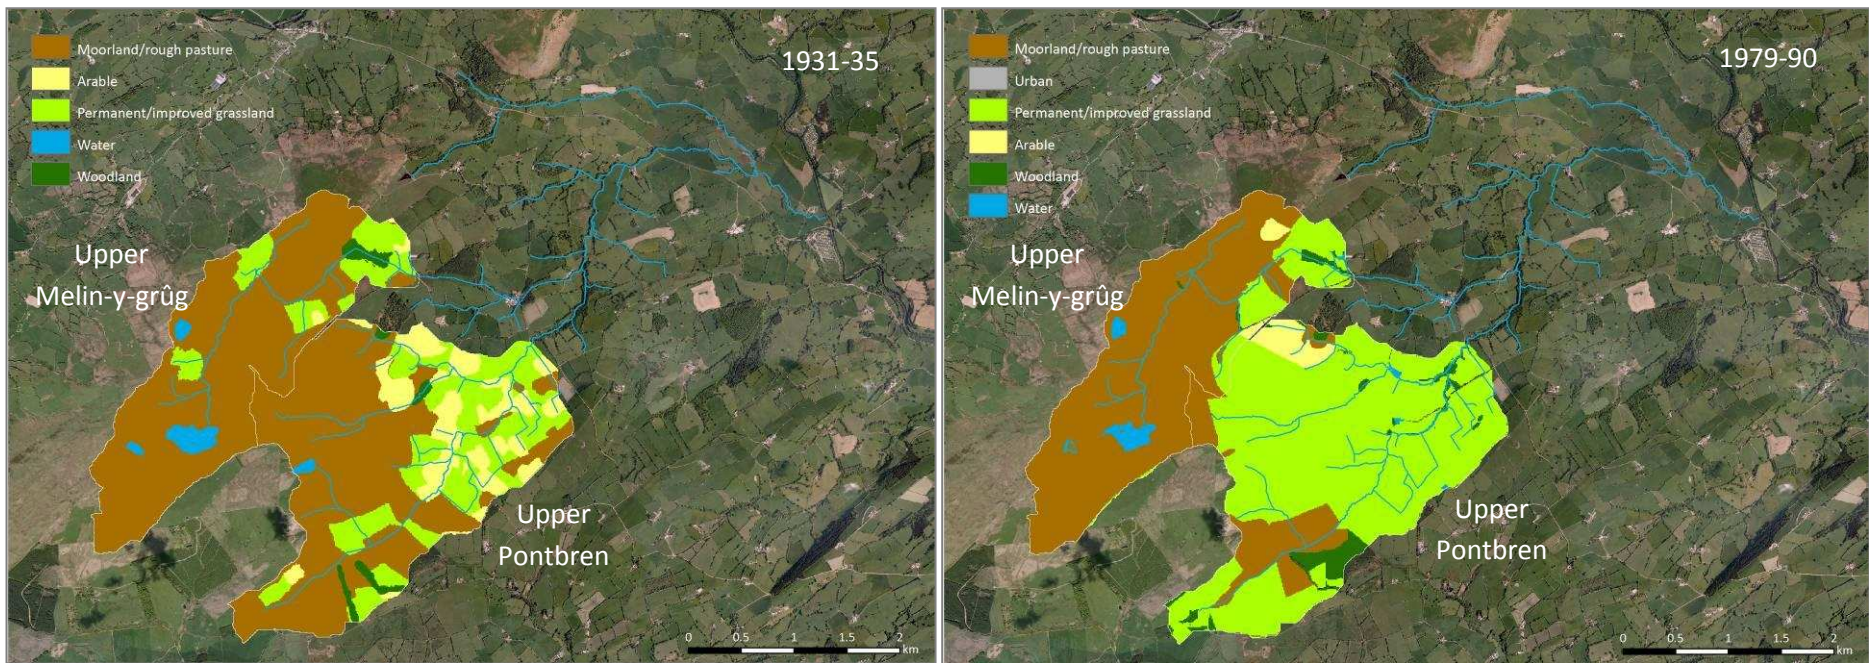 Moorland/rough pasture
Arable
Permanent/improved grassland
Water
Woodland
1931-35
Upper
Melin-y-grûg
Upper
Pontbren
0 0.5 1 1.5 2
km
Moorland/rough pasture
Urban
Permanent/improved grassland
Arable
Woodland
Water
1979-90
Upper
Melin-y-grûg
Upper
Pontbren
0 0.5 1 1.5 2
km